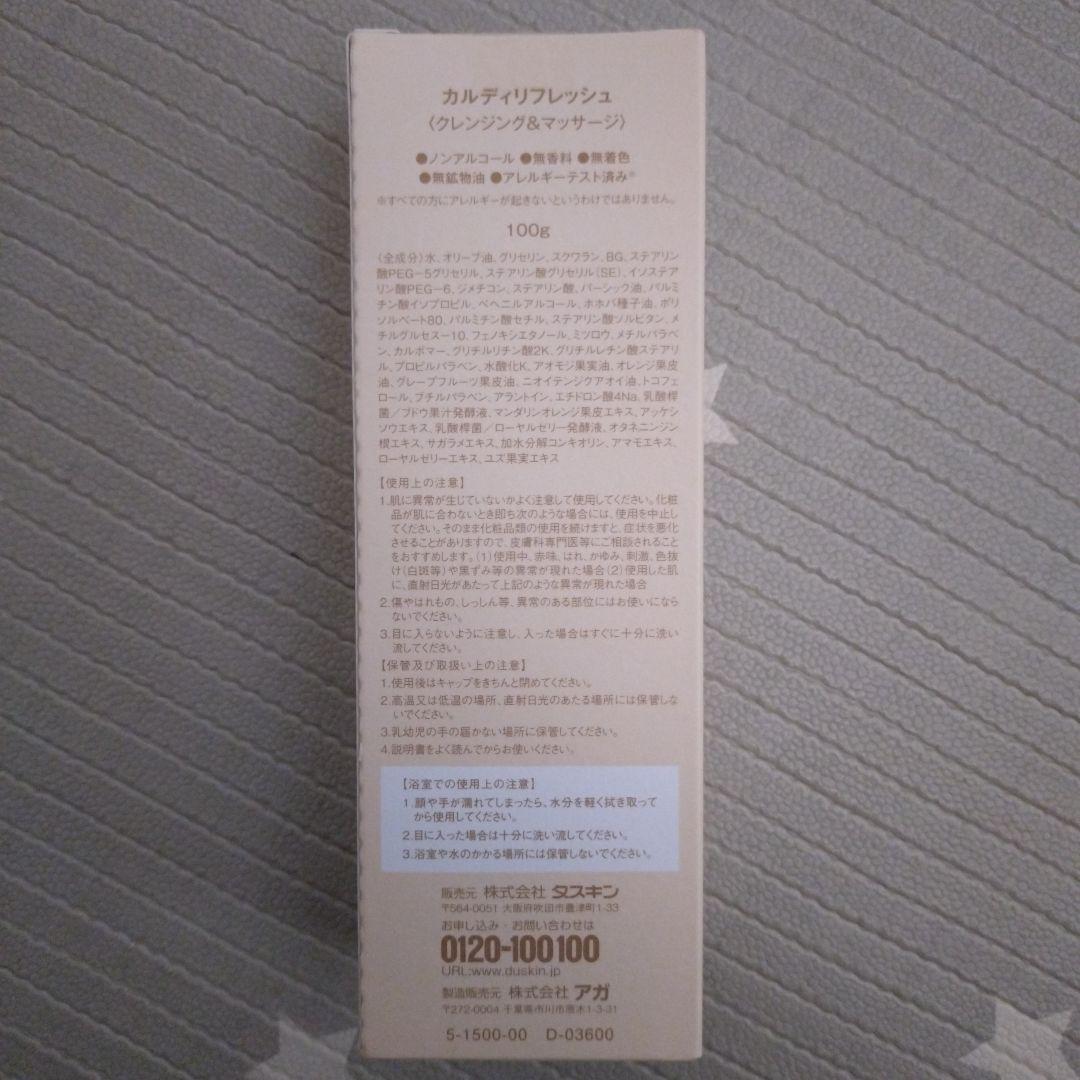 カルディリフレッシュ
〈クレンジング&マッサージ〉
●ノンアルコール ●無香料 ●無着色
●無鉱物油 ●アレルギーテスト済み※
※すべての方にアレルギーが起きないというわけではありません。
100g
〈全成分〉水、オリーブ油、グリセリン、スクワラン、BG、ステアリン
酸PEG-5グリセリル、ステアリン酸グリセリル(SE)、イソステア
リン酸PEG-6、ジメチコン、ステアリン酸、パーシック油、パルミ
チン酸イソプロピル、ベヘニルアルコール、ホホバ種子油、ポリ
ソルベート80、パルミチン酸セチル、ステアリン酸ソルビタン、メ
チルグルセス-10、フェノキシエタノール、ミツロウ、メチルパラベ
ン、カルボマー、グリチルリチン酸2K、グリチルレチン酸ステアリ
ル、プロピルパラベン、水酸化K、アオモジ果実油、オレンジ果皮
油、グレープフルーツ果皮油、ニオイテンジクアオイ油、トコフェ
ロール、ブチルパラベン、アラントイン、エチドロン酸4Na、乳酸桿
菌/ブドウ果汁発酵液、マンダリンオレンジ果皮エキス、アッケシ
ソウエキス、乳酸桿菌/ローヤルゼリー発酵液、オタネニンジン
根エキス、サガラメエキス、加水分解コンキオリン、アマモエキス、
ローヤルゼリーエキス、ユズ果実エキス
【使用上の注意】
1.肌に異常が生じていないかよく注意して使用してください。化粧
品が肌に合わないとき即ち次のような場合には、使用を中止し
てください。そのまま化粧品類の使用を続けますと、症状を悪化
させることがありますので、皮膚科専門医等にご相談されること
をおすすめします。(1)使用中、赤味、はれ、かゆみ、刺激、色抜
け(白斑等)や黒ずみ等の異常が現れた場合(2)使用した肌
に、直射日光があたって上記のような異常が現れた場合
2.傷やはれもの、しっしん等、異常のある部位にはお使いになら
ないでください。
3.目に入らないように注意し、入った場合はすぐに十分に洗い
流してください。
【保管及び取扱い上の注意】
1.使用後はキャップをきちんと閉めてください。
2.高温又は低温の場所、直射日光のあたる場所には保管しな
いでください。
3.乳幼児の手の届かない場所に保管してください。
4.説明書をよく読んでからお使いください。
【浴室での使用上の注意】
1.顔や手が濡れてしまったら、水分を軽く拭き取って
から使用してください。
2.目に入った場合は十分に洗い流してください。
3.浴室や水のかかる場所には保管しないでください。
販売元 株式会社 ダスキン
〒564-0051 大阪府吹田市豊津町1-33
お申し込み・お問い合わせは
0120-100100
URL:www.duskin.jp
製造販売元 株式会社 アガ
〒272-0004 千葉県市川市原木1-3-31
5-1500-00 D-03600